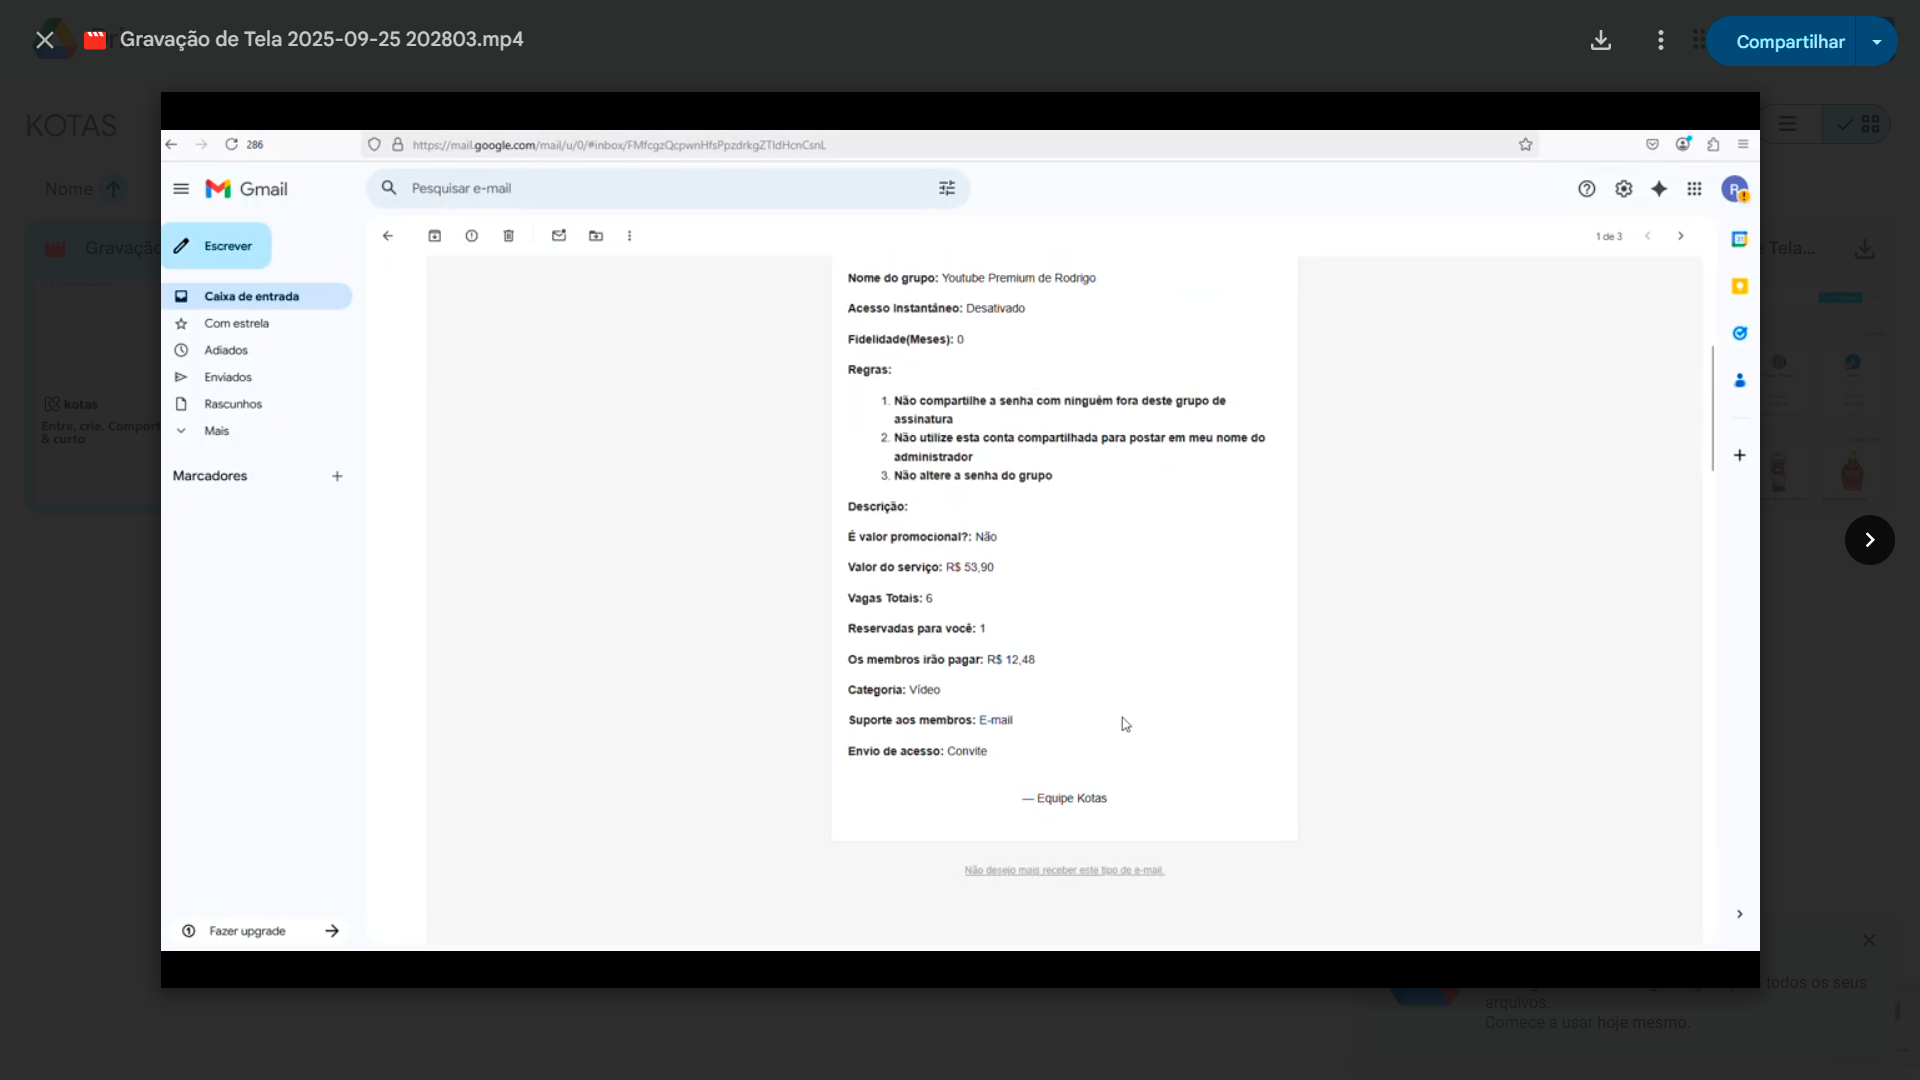 Gravação de Tela 2025-09-25 202803.mp4
Compartilhar
KOTAS
Nome
Gravação
Tela...
kotas
Entre, crie. Compart
& curta
286
https://mail.google.com/mail/u/0/#inbox/FMfcgzQcpwnHfsPpzdrkgZTldHcnCsnL
Gmail
Pesquisar e-mail
R
Escrever
1 de 3
Caixa de entrada
Com estrela
Adiados
Enviados
Rascunhos
Mais
Marcadores
Nome do grupo: Youtube Premium de Rodrigo
Acesso Instantâneo: Desativado
Fidelidade(Meses): 0
Regras:
1. Não compartilhe a senha com ninguém fora deste grupo de
assinatura
2. Não utilize esta conta compartilhada para postar em meu nome do
administrador
3. Não altere a senha do grupo
Descrição:
É valor promocional?: Não
Valor do serviço: R$ 53,90
Vagas Totais: 6
Reservadas para você: 1
Os membros irão pagar: R$ 12,48
Categoria: Vídeo
Suporte aos membros: E-mail
Envio de acesso: Convite
— Equipe Kotas
Não desejo mais receber este tipo de e-mail.
Fazer upgrade
todos os seus
arquivos.
Comece a usar hoje mesmo.